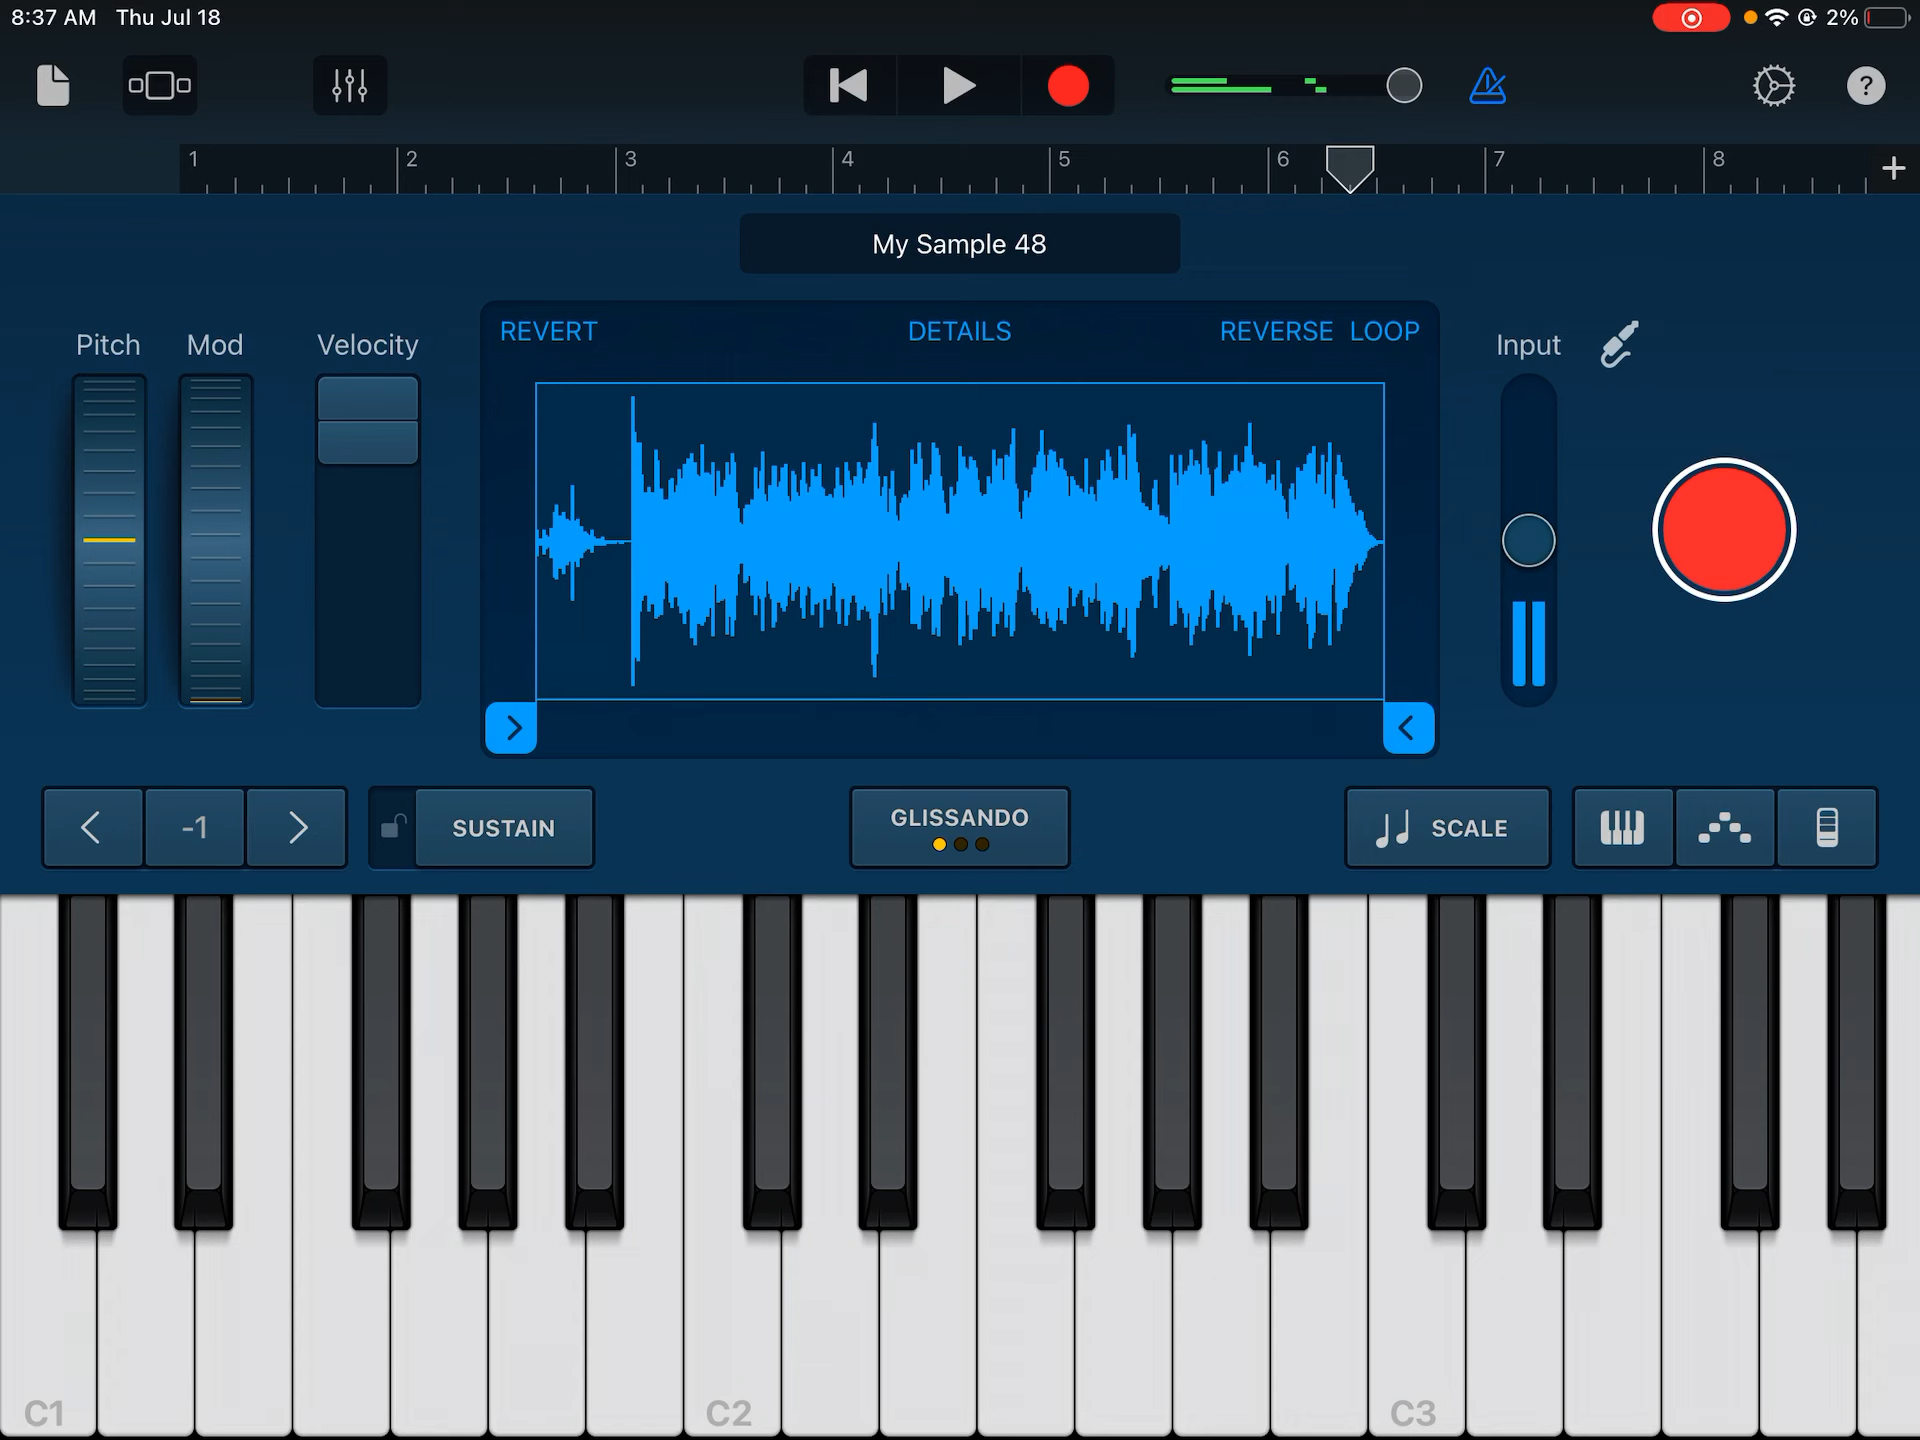 8:37 AM Thu Jul 18
2%
?
1 2 3 4 5 6 7 8 +
My Sample 48
REVERT DETAILS REVERSE LOOP
Pitch Mod Velocity Input
-1 SUSTAIN GLISSANDO SCALE
C1 C2 C3